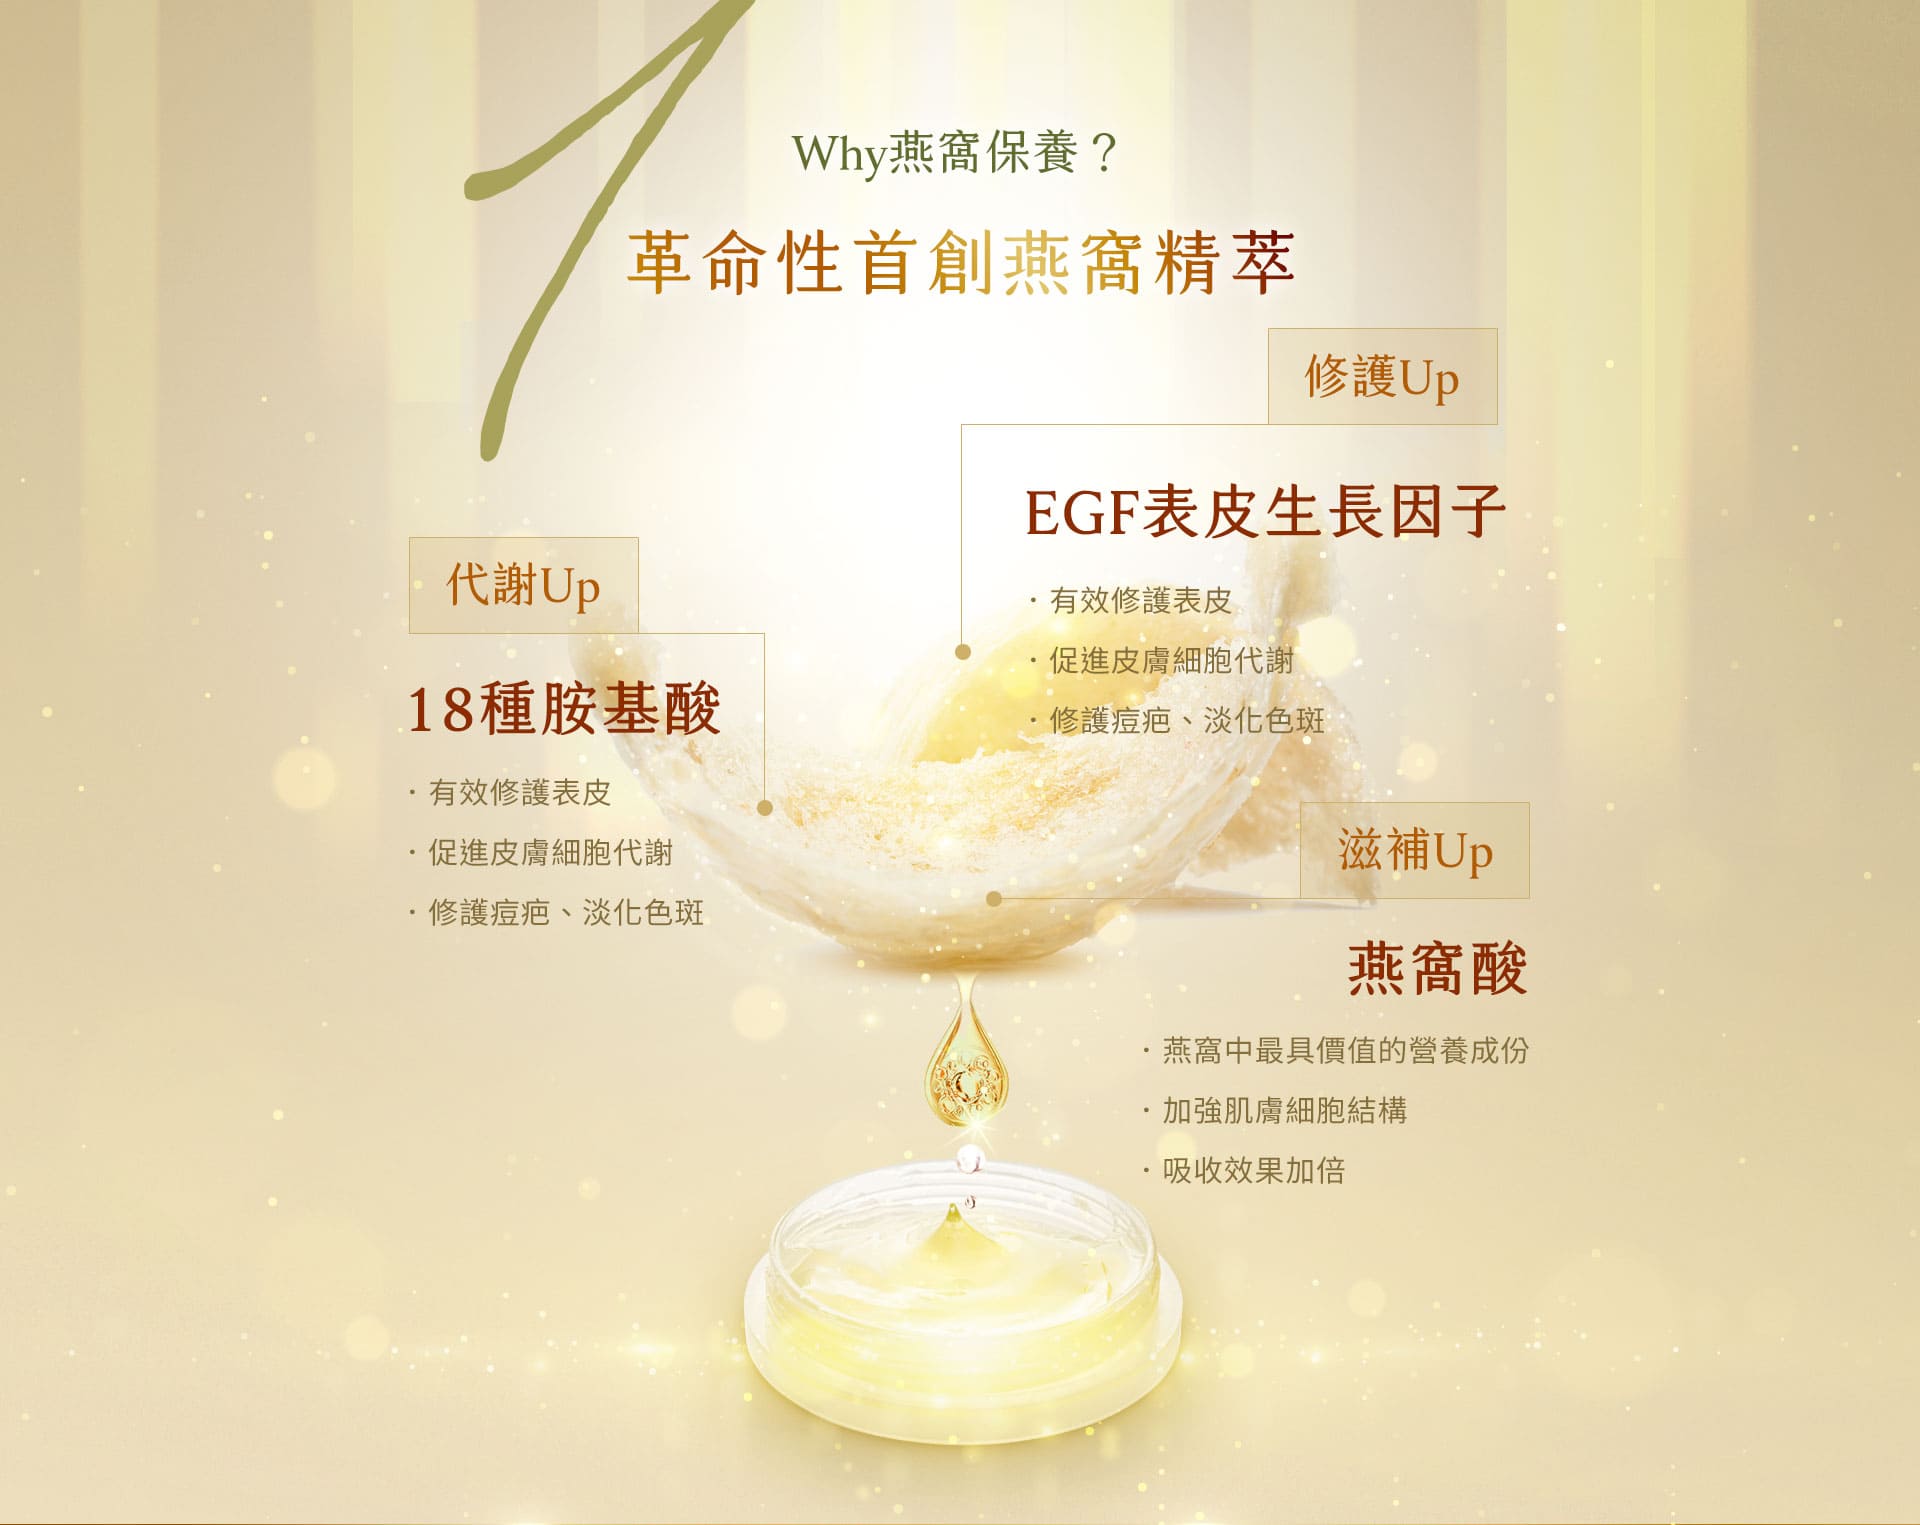 1
Why燕窩保養？
革命性首創燕窩精萃
修護Up
EGF表皮生長因子
・有效修護表皮
・促進皮膚細胞代謝
・修護痘疤、淡化色斑
代謝Up
18種胺基酸
・有效修護表皮
・促進皮膚細胞代謝
・修護痘疤、淡化色斑
滋補Up
燕窩酸
・燕窩中最具價值的營養成份
・加強肌膚細胞結構
・吸收效果加倍